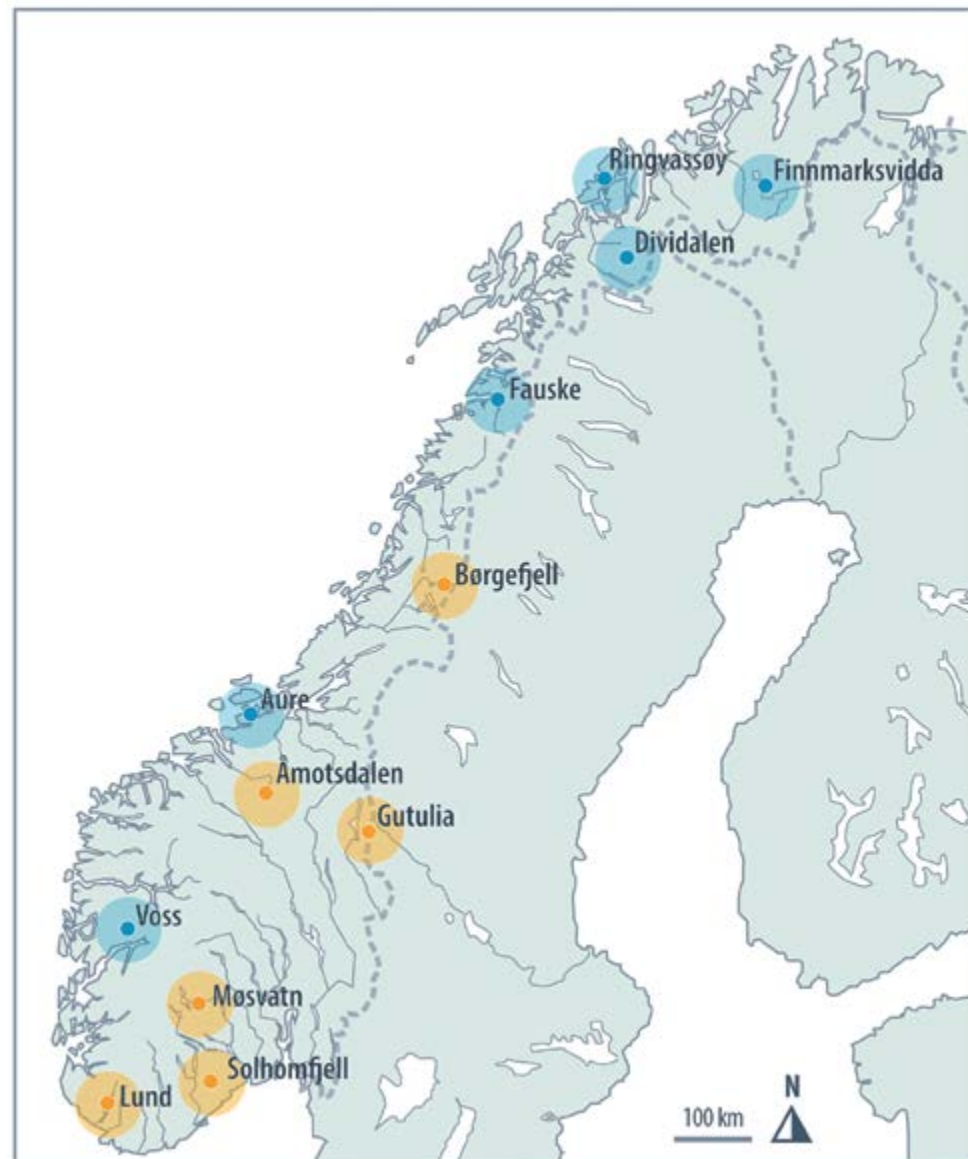 Ringvassøy
Finnmarksvidda
Dividalen
Fauske
Børgefjell
Aure
Åmotsdalen
Gutulia
Voss
Møsvatn
Solhomfjell
Lund
100 km
N